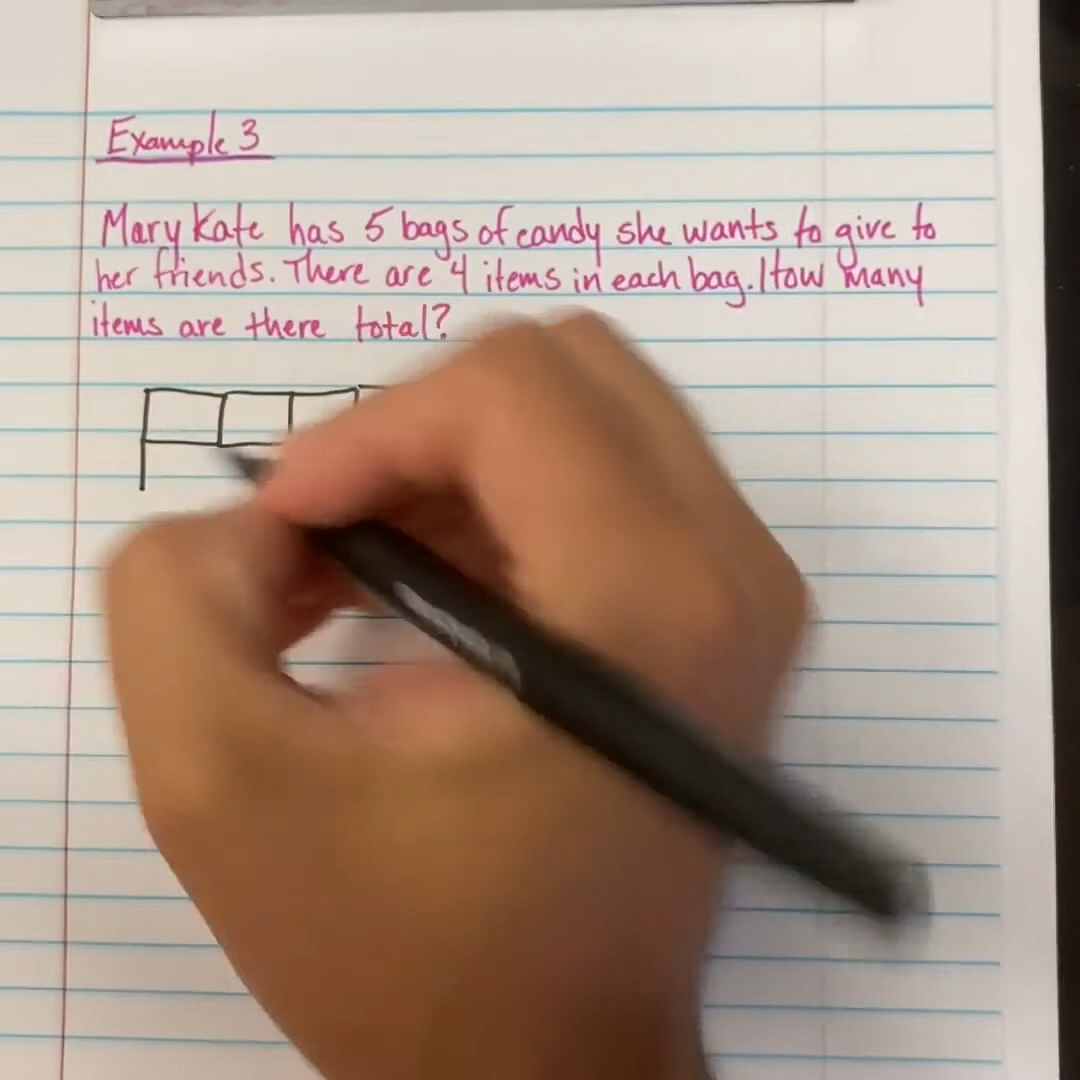 Example 3
Mary Kate has 5 bags of candy she wants to give to
her friends. There are 4 items in each bag. How many
items are there total?